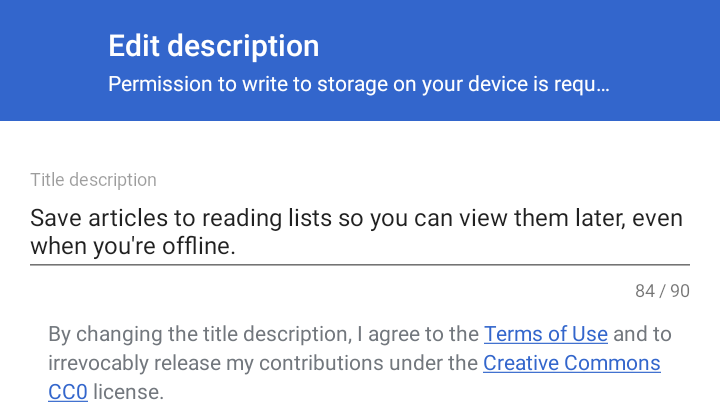 Edit description
Permission to write to storage on your device is requ...
Title description
Save articles to reading lists so you can view them later, even
when you're offline.
84 / 90
By changing the title description, I agree to the Terms of Use and to
irrevocably release my contributions under the Creative Commons
CC0 license.